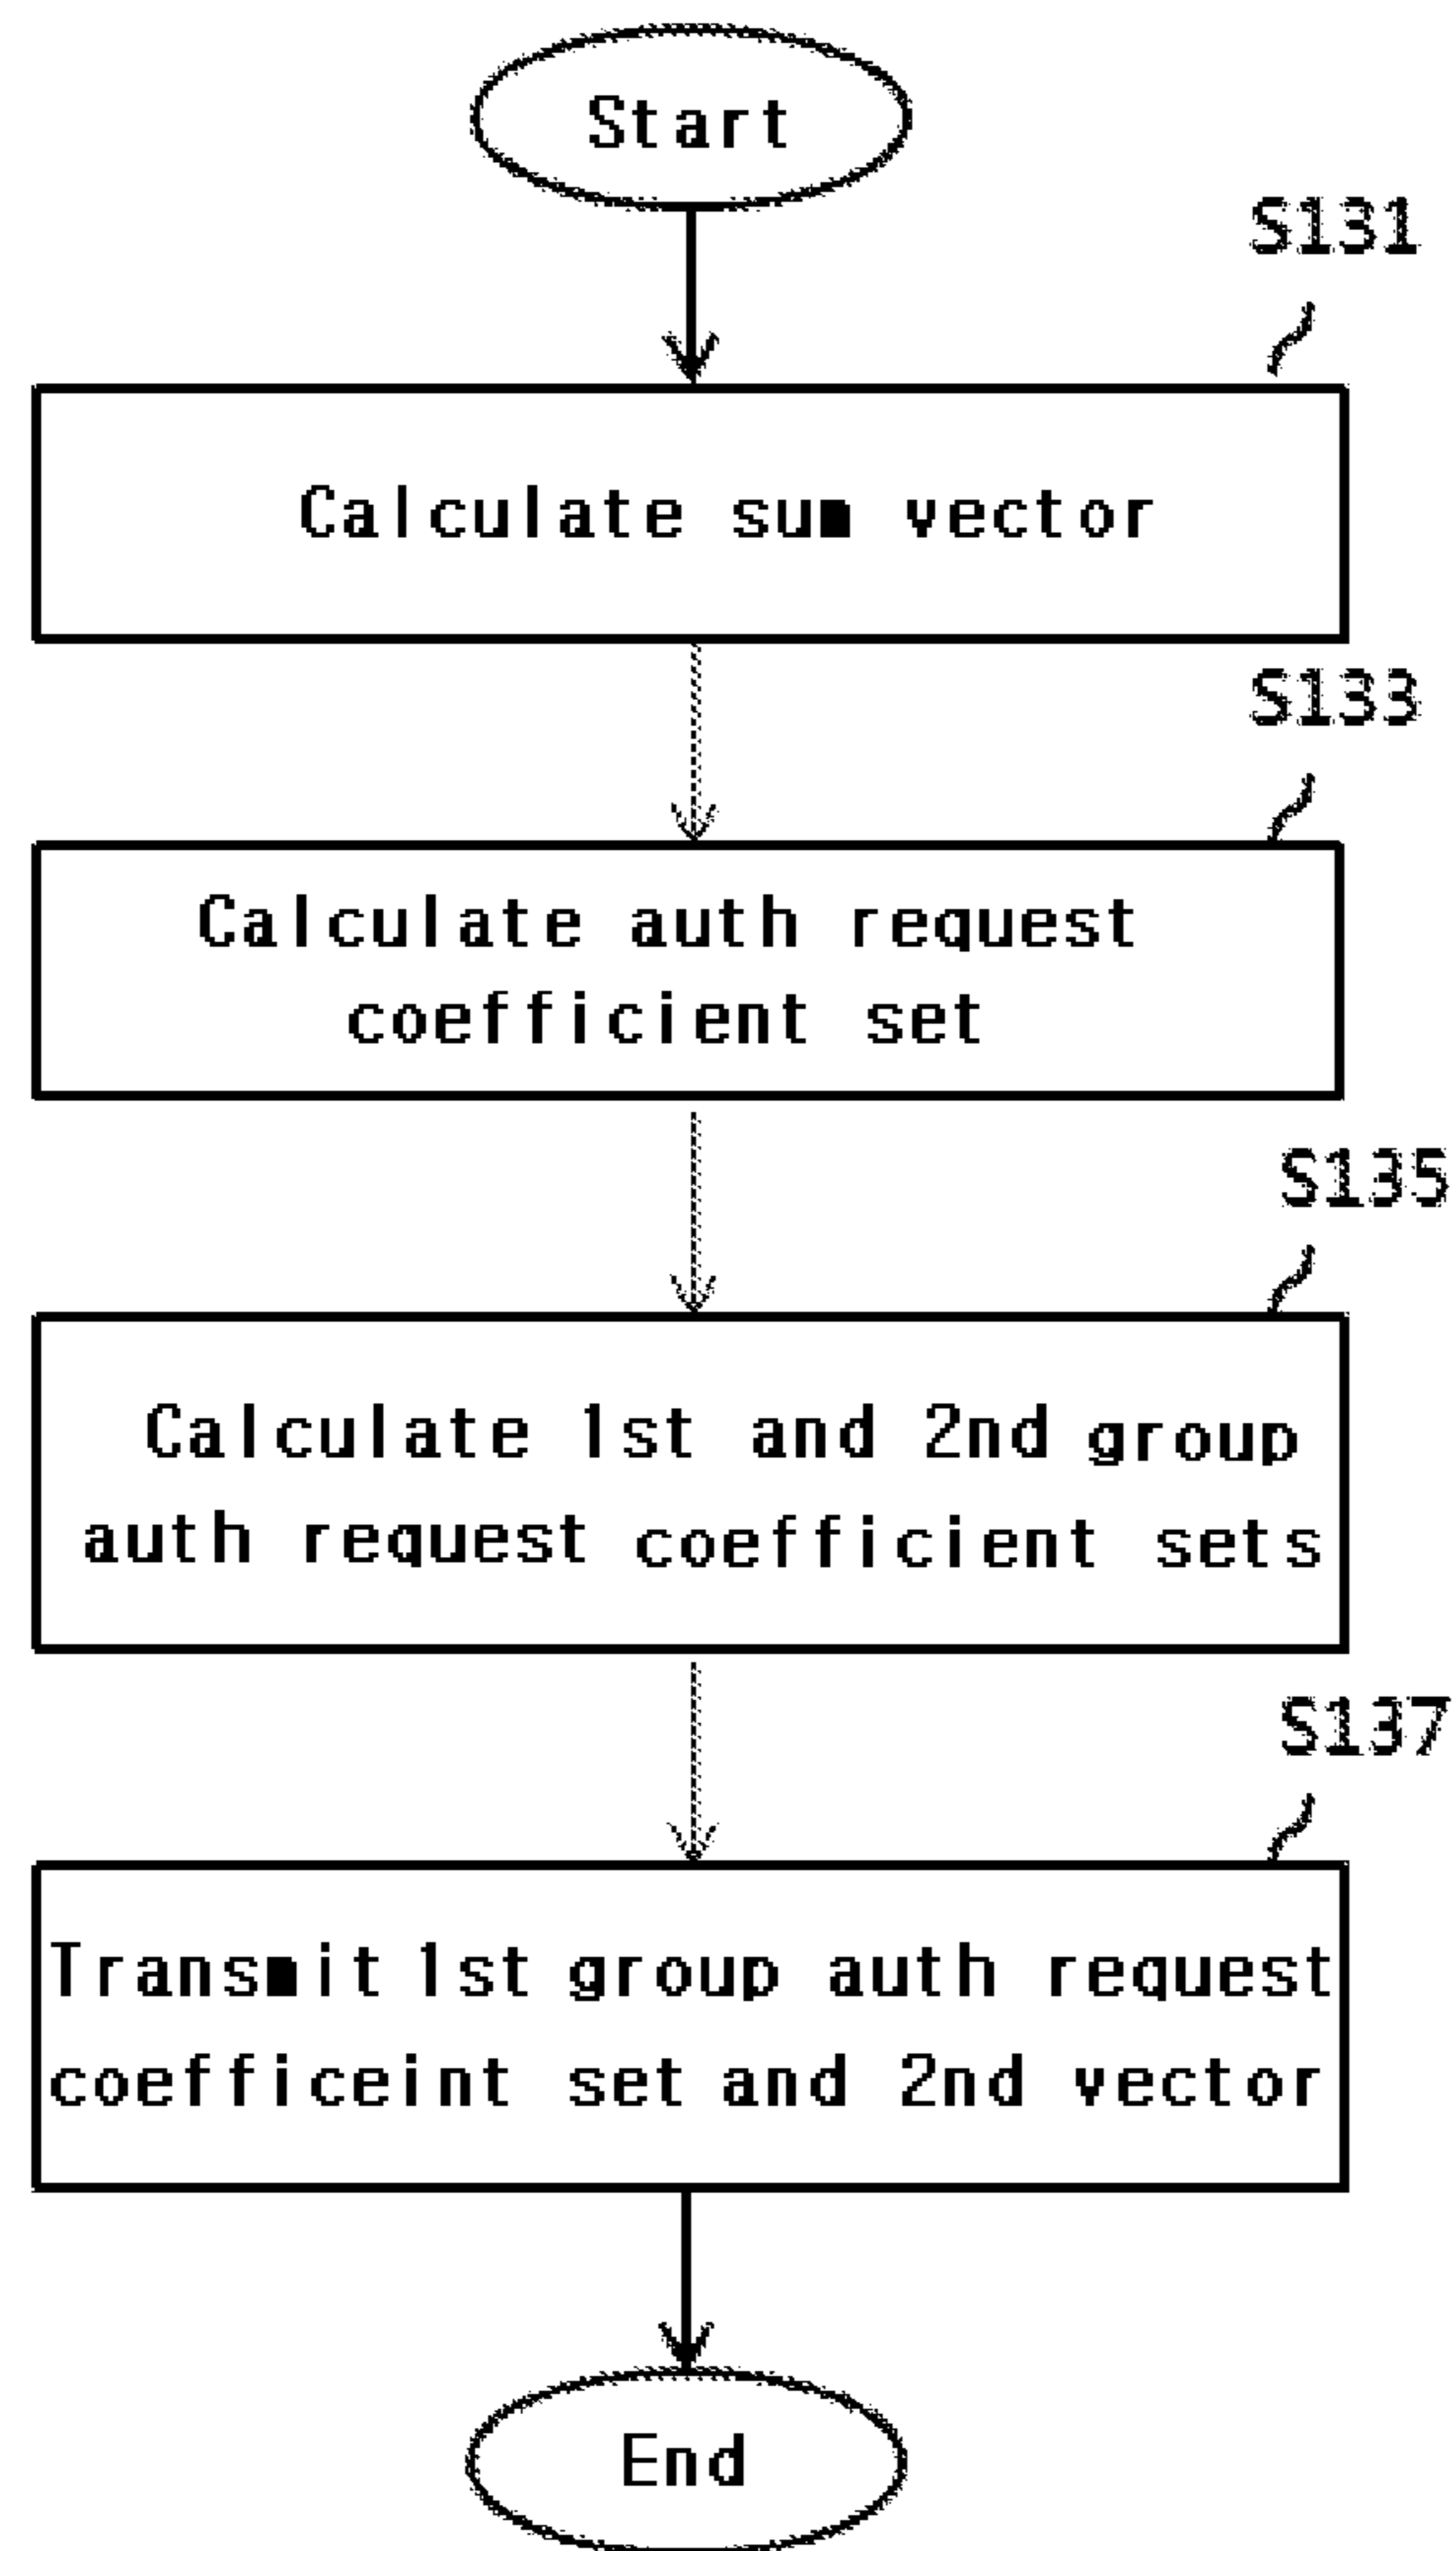 Start
S131
Calculate sum vector
S133
Calculate auth request
coefficient set
S135
Calculate 1st and 2nd group
auth request coefficient sets
S137
Transmit 1st group auth request
coefficeint set and 2nd vector
End